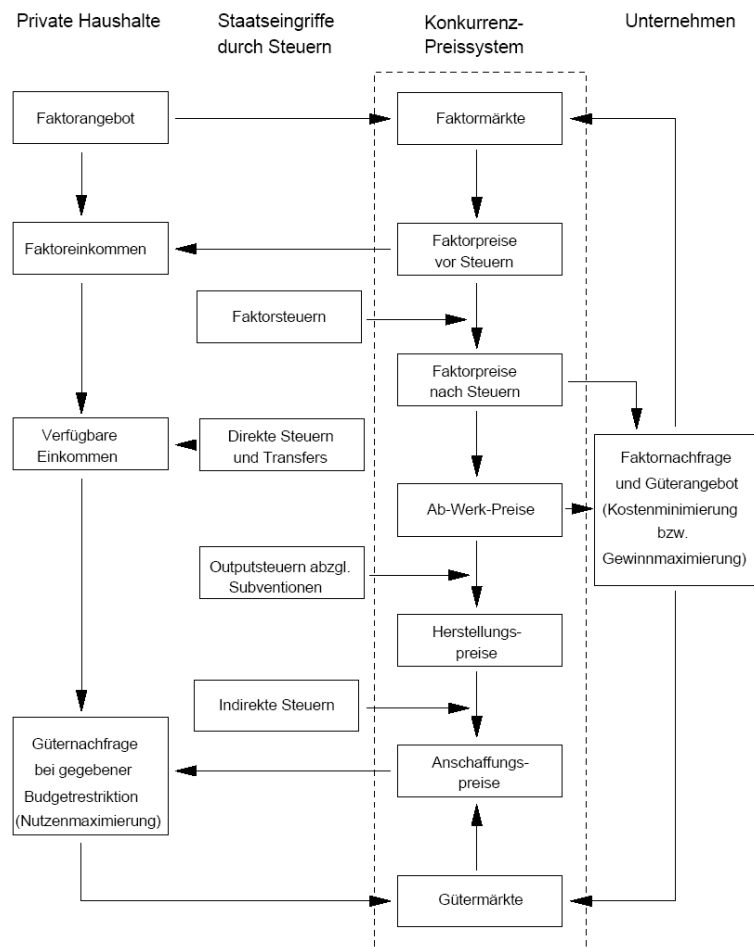 Private Haushalte
Staatseingriffe
durch Steuern
Konkurrenz-
Preissystem
Unternehmen
Faktorangebot
Faktormärkte
Faktoreinkommen
Faktorpreise
vor Steuern
Faktorsteuern
Faktorpreise
nach Steuern
Verfügbare
Einkommen
Direkte Steuern
und Transfers
Faktornachfrage
und Güterangebot
(Kostenminimierung
bzw.
Gewinnmaximierung)
Ab-Werk-Preise
Outputsteuern abzgl.
Subventionen
Herstellungs-
preise
Indirekte Steuern
Güternachfrage
bei gegebener
Budgetrestriktion
(Nutzenmaximierung)
Anschaffungs-
preise
Gütermärkte